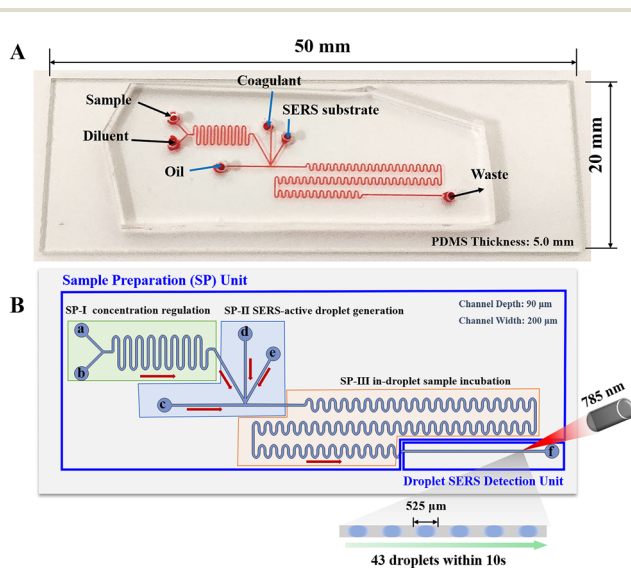 A
50 mm
Coagulant
Sample
SERS substrate
Diluent
Oil
Waste
20 mm
PDMS Thickness: 5.0 mm
B
Sample Preparation (SP) Unit
SP-I concentration regulation
SP-II SERS-active droplet generation
Channel Depth: 90 μm
Channel Width: 200 μm
a
b
c
d
e
SP-III in-droplet sample incubation
785 nm
f
Droplet SERS Detection Unit
525 μm
43 droplets within 10s